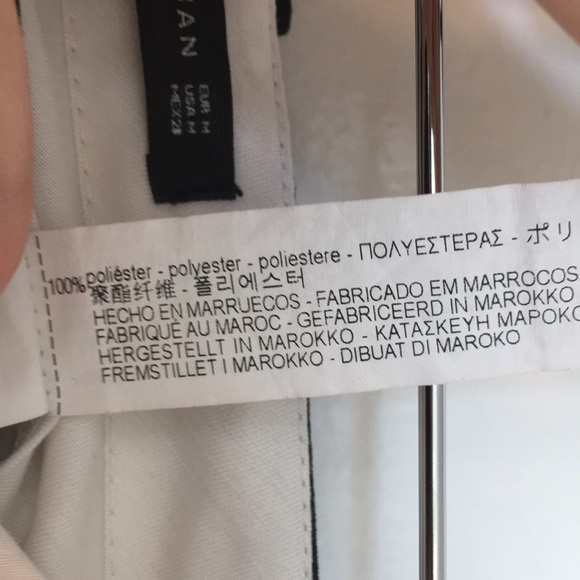 MAN
EUR M
USA M
MEX 28
100% poliéster - polyester - poliestere - ΠΟΛΥΕΣΤΕΡΑΣ - ポリ
聚酯纤维 - 폴리에스터
HECHO EN MARRUECOS - FABRICADO EM MARROCOS
FABRIQUÉ AU MAROC - GEFABRICEERD IN MAROKKO
HERGESTELLT IN MAROKKO - ΚΑΤΑΣΚΕΥΗ ΜΑΡΟΚΟ
FREMSTILLET I MAROKKO - DIBUAT DI MAROKO